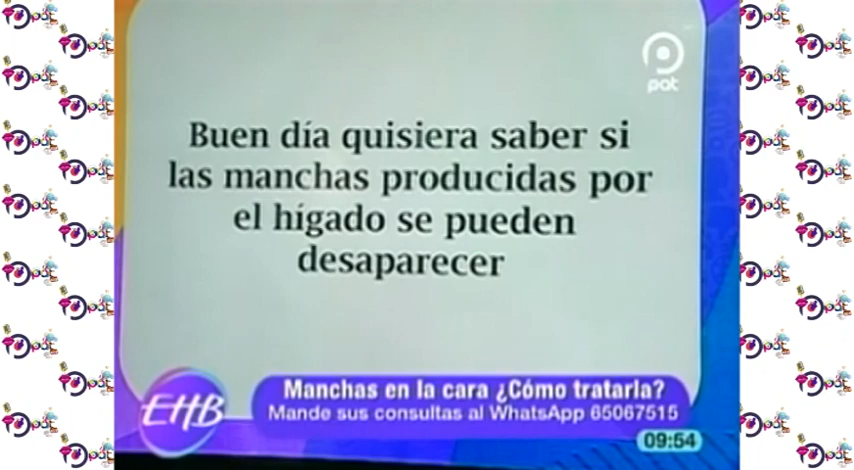 pat
Buen día quisiera saber si
las manchas producidas por
el hígado se pueden
desaparecer
EHB
Manchas en la cara ¿Cómo tratarla?
Mande sus consultas al WhatsApp 65067515
09:54